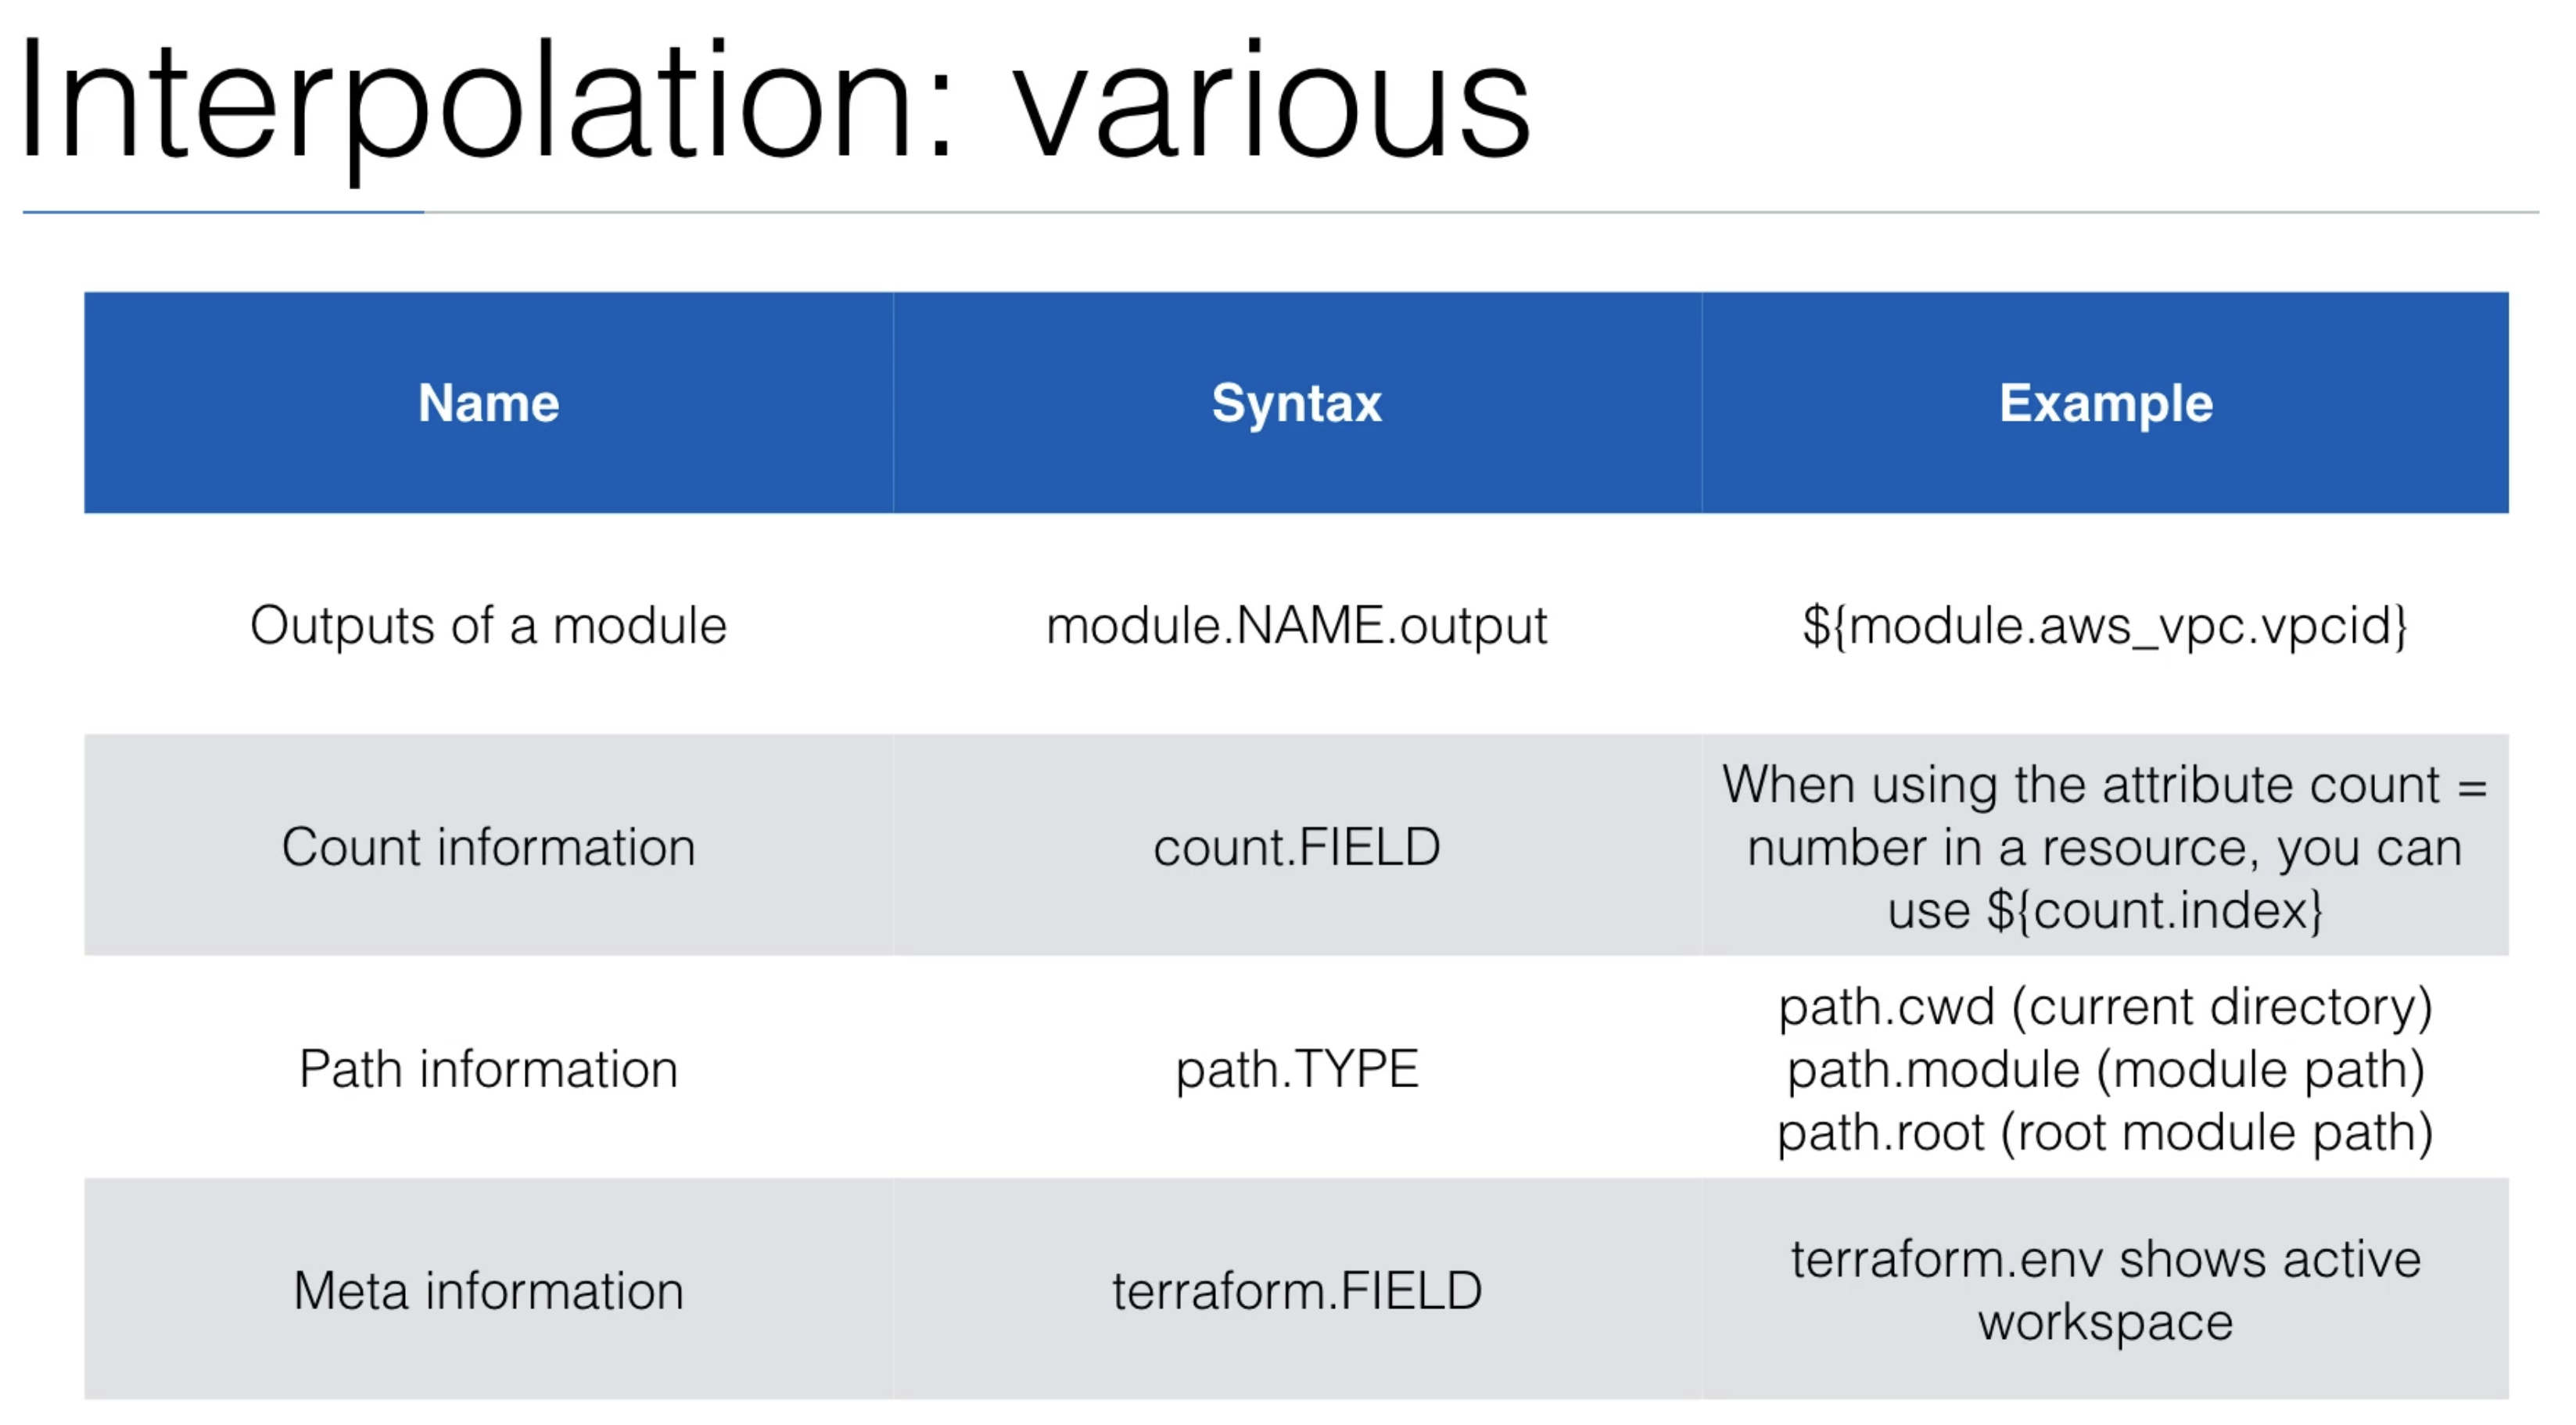 Interpolation: various
Name
Syntax
Example
Outputs of a module
module.NAME.output
${module.aws_vpc.vpcid}
Count information
count.FIELD
When using the attribute count =
number in a resource, you can
use ${count.index}
Path information
path.TYPE
path.cwd (current directory)
path.module (module path)
path.root (root module path)
Meta information
terraform.FIELD
terraform.env shows active
workspace